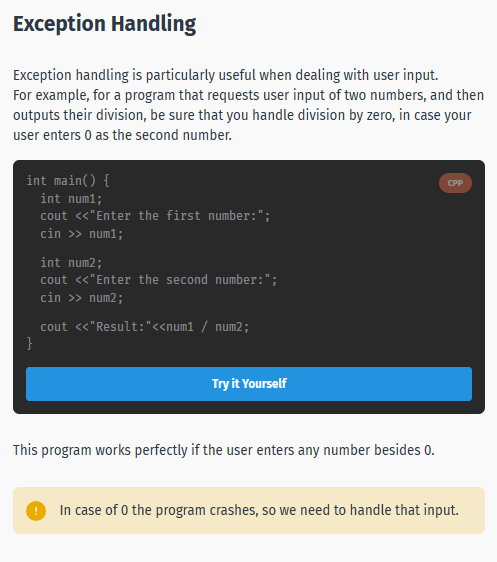 Exception Handling
Exception handling is particularly useful when dealing with user input.
For example, for a program that requests user input of two numbers, and then
outputs their division, be sure that you handle division by zero, in case your
user enters 0 as the second number.
CPP
int main() {
  int num1;
  cout <<"Enter the first number:";
  cin >> num1;

  int num2;
  cout <<"Enter the second number:";
  cin >> num2;

  cout <<"Result:"<<num1 / num2;
}
Try it Yourself
This program works perfectly if the user enters any number besides 0.
! In case of 0 the program crashes, so we need to handle that input.